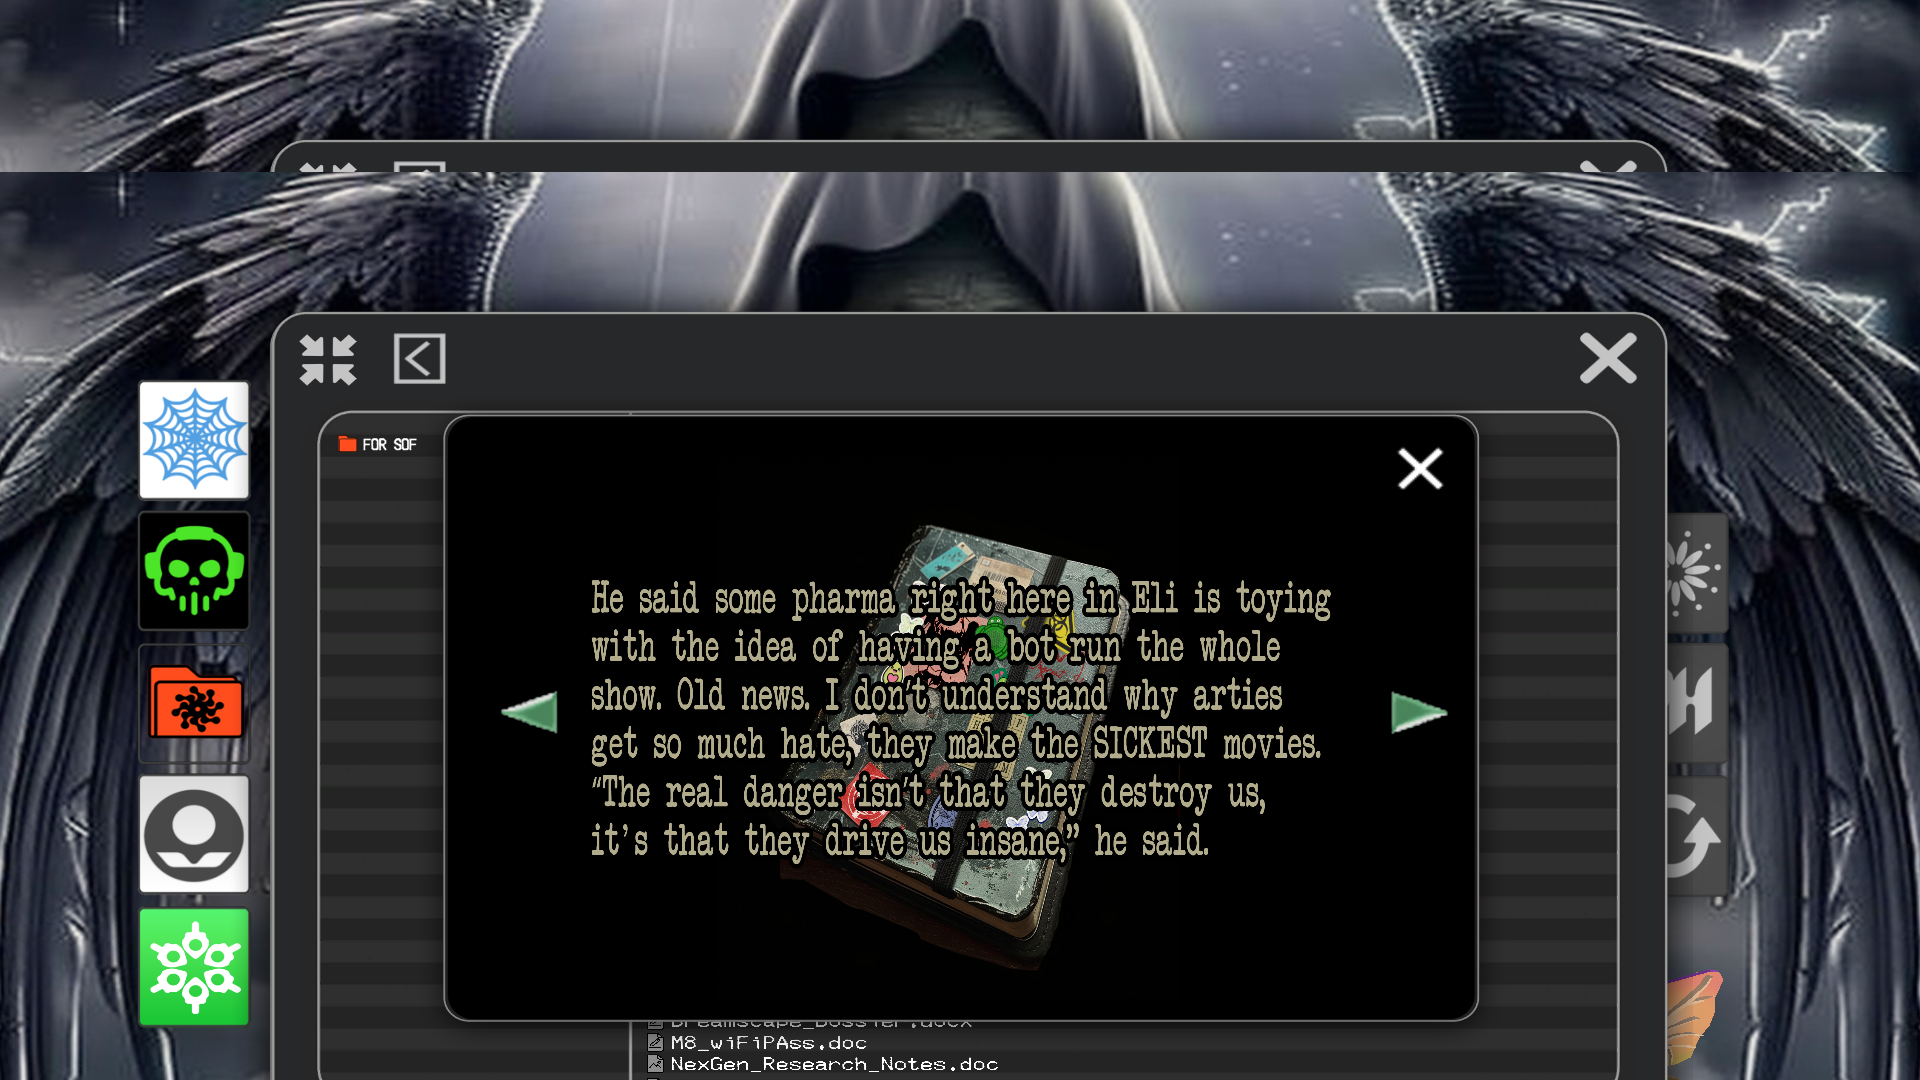 FOR SOF
He said some pharma right here in Eli is toying
with the idea of having a bot run the whole
show. Old news. I don't understand why arties
get so much hate, they make the SICKEST movies.
“The real danger isn't that they destroy us,
it's that they drive us insane,” he said.
Dreamscape_Dossier.docx
M8_wiFiPAss.doc
NexGen_Research_Notes.doc